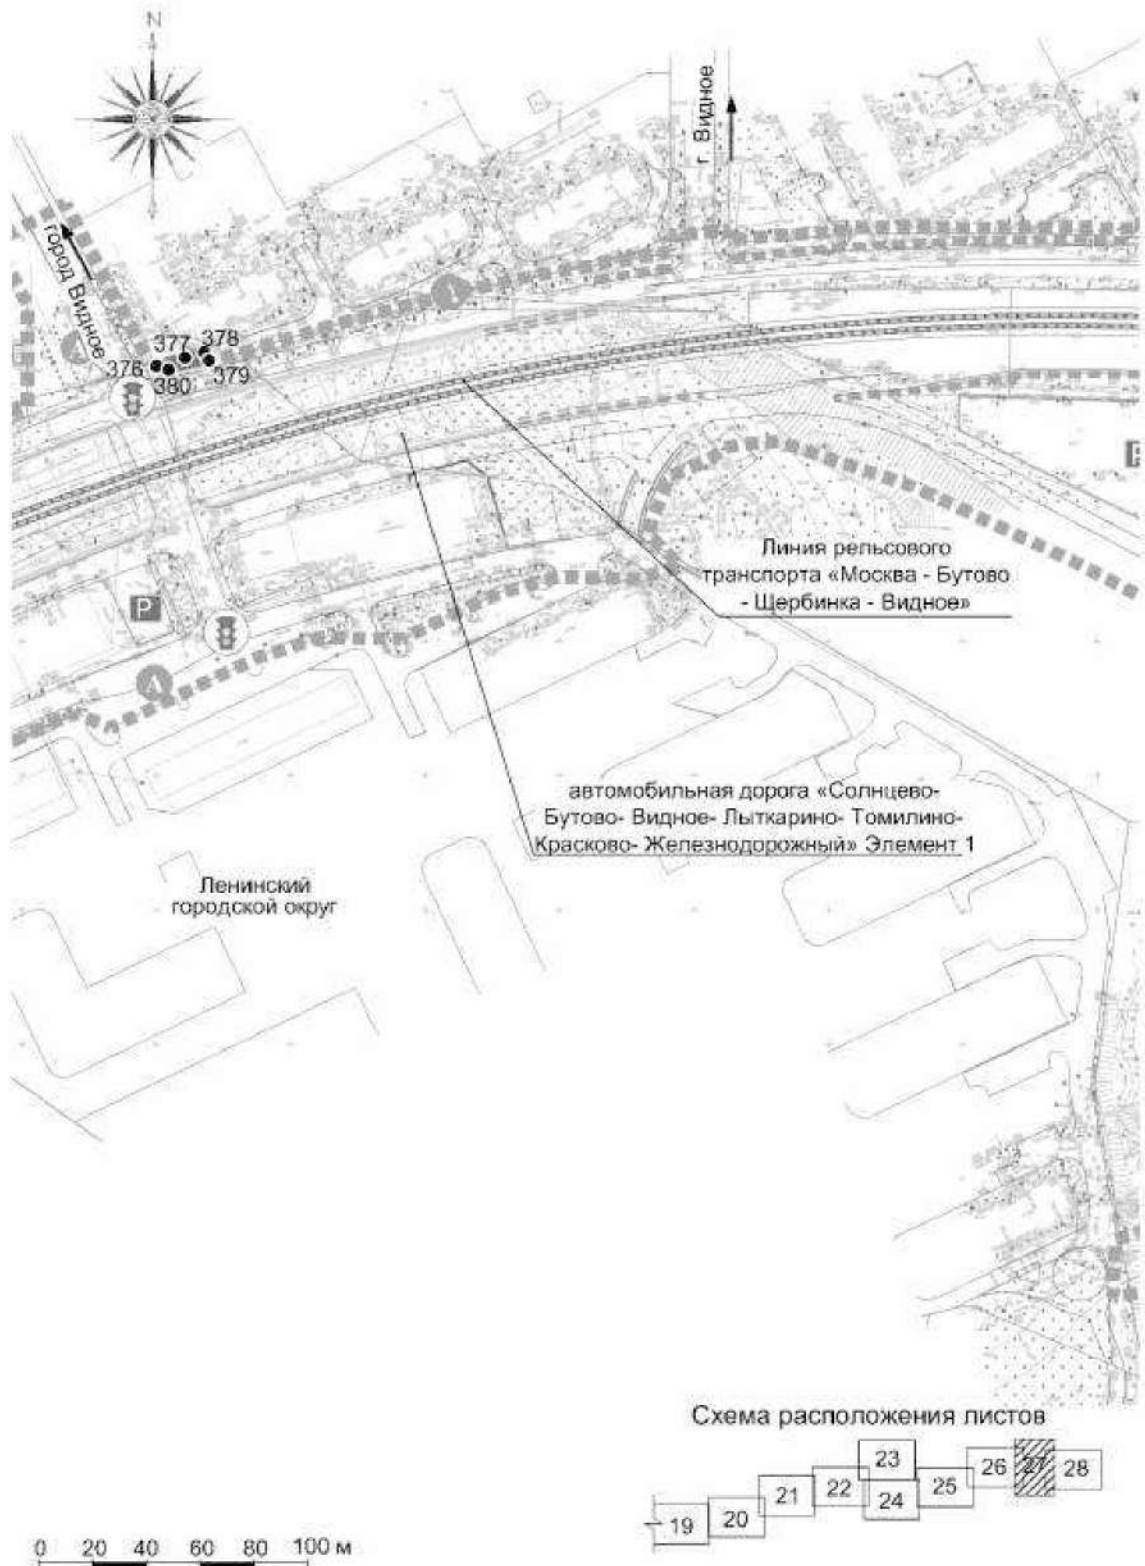 N
г. Видное
город Видное
377 378
376 380 379
Линия рельсового
транспорта «Москва - Бутово
- Щербинка - Видное»
P
автомобильная дорога «Солнцево-
Бутово- Видное- Лыткарино- Томилино-
Красково- Железнодорожный» Элемент 1
Ленинский
городской округ
Схема расположения листов
23
26 27 28
21 22 24 25
19 20
0 20 40 60 80 100 м